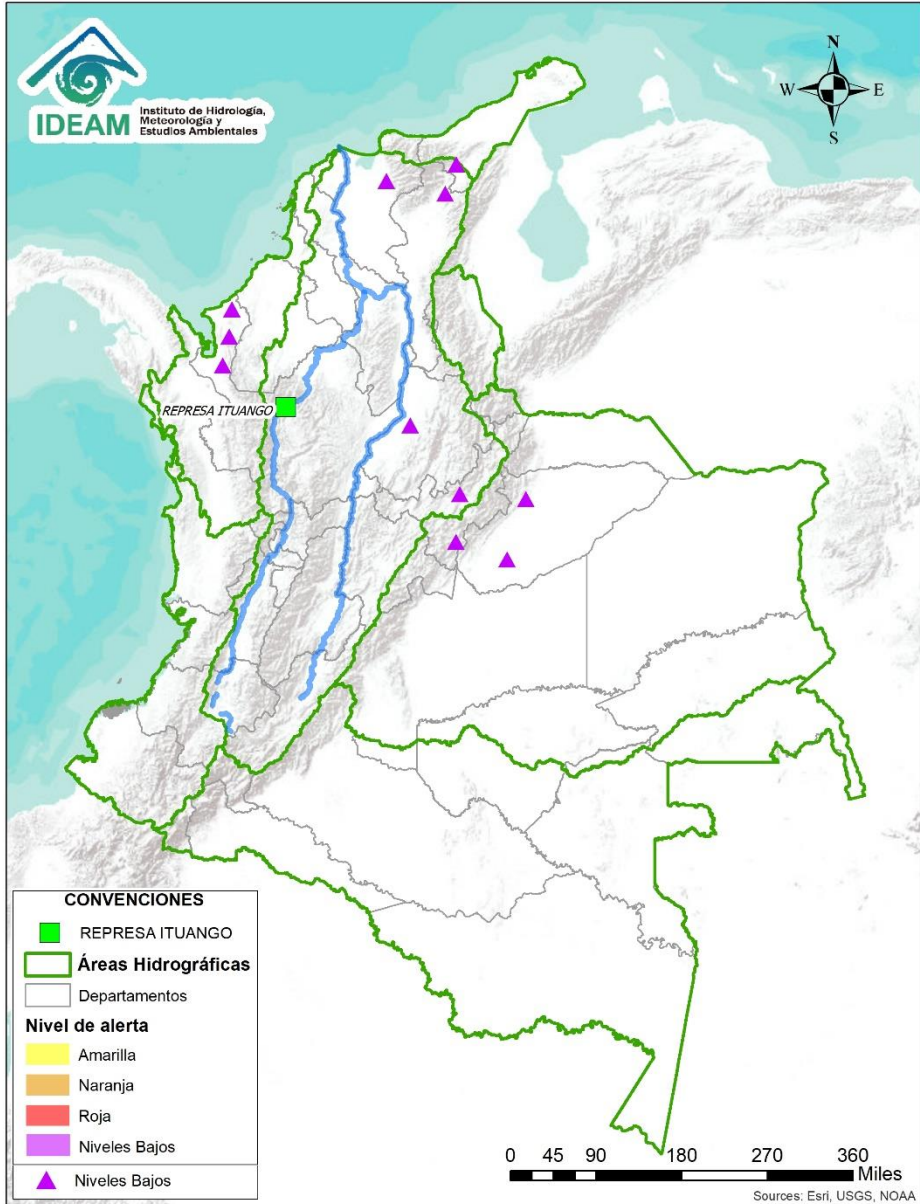 IDEAM
Instituto de Hidrología,
Meteorología y
Estudios Ambientales
N
W
E
S
REPRESA ITUANGO
CONVENCIONES
REPRESA ITUANGO
Áreas Hidrográficas
Departamentos
Nivel de alerta
Amarilla
Naranja
Roja
Niveles Bajos
Niveles Bajos
0 45 90 180 270 360
Miles
Sources: Esri, USGS, NOAA